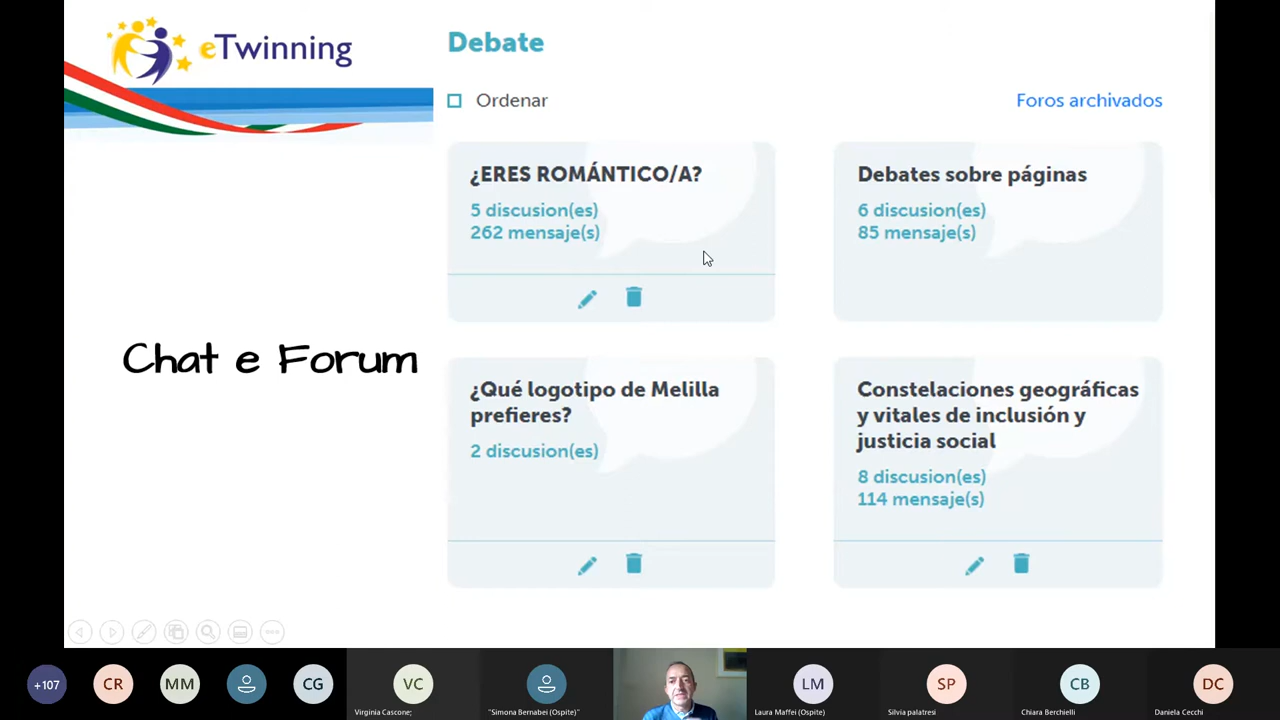 eTwinning
Debate
Ordenar
Foros archivados
¿ERES ROMÁNTICO/A?
5 discusion(es)
262 mensaje(s)
Debates sobre páginas
6 discusion(es)
85 mensaje(s)
Chat e Forum
¿Qué logotipo de Melilla
prefieres?
2 discusion(es)
Constelaciones geográficas
y vitales de inclusión y
justicia social
8 discusion(es)
114 mensaje(s)
+107
CR
MM
CG
VC
LM
SP
CB
DC
Virginia Cascone;
"Simona Bernabei (Ospite)"
Laura Maffei (Ospite)
Silvia palatresi
Chiara Berchielli
Daniela Cecchi